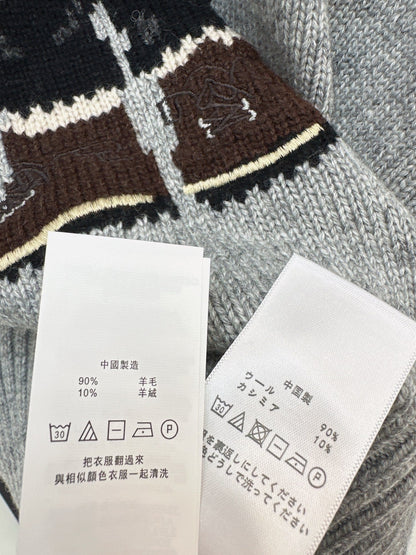 中國製造
90% 羊毛
10% 羊絨
30 P
把衣服翻過來
與相似顏色衣服一起清洗
ウール 中国製
カシミア 90%
10%
30 P
裏返しにしてください
色どうしで洗ってください